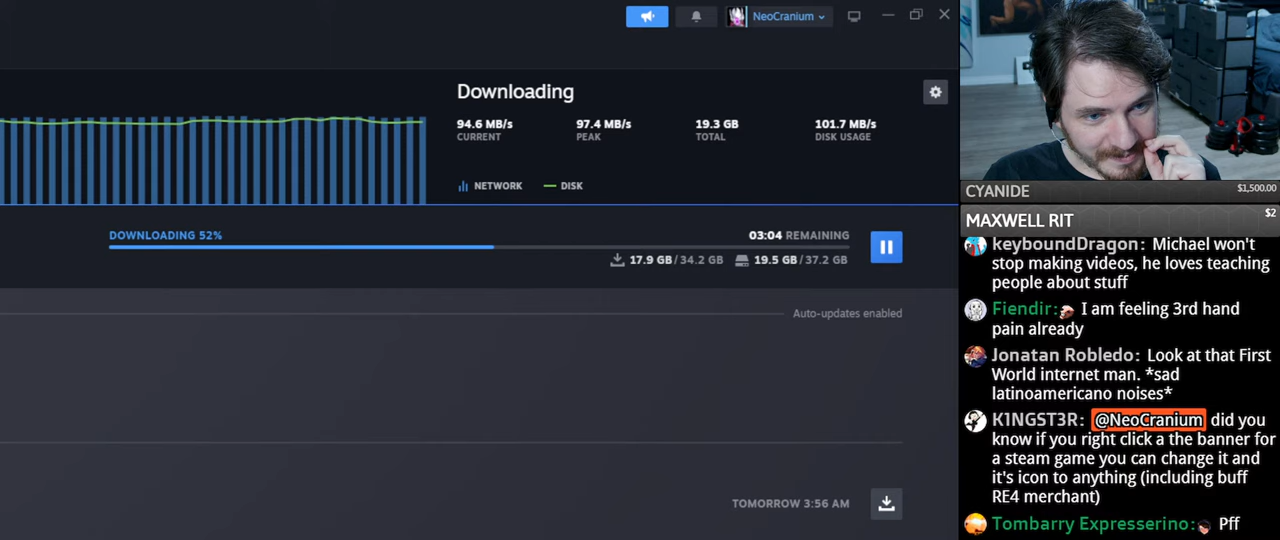 NeoCranium
Downloading
94.6 MB/s 97.4 MB/s 19.3 GB 101.7 MB/s
CURRENT PEAK TOTAL DISK USAGE
NETWORK DISK
DOWNLOADING 52% 03:04 REMAINING
17.9 GB/34.2 GB 19.5 GB/37.2 GB
Auto-updates enabled
TOMORROW 3:56 AM
CYANIDE $1,500.00
MAXWELL RIT $2
keyboundDragon: Michael won't
stop making videos, he loves teaching
people about stuff
Fiendir: I am feeling 3rd hand
pain already
Jonatan Robledo: Look at that First
World internet man. *sad
latinoamericano noises*
K1NGST3R: @NeoCranium did you
know if you right click a the banner for
a steam game you can change it and
it's icon to anything (including buff
RE4 merchant)
Tombarry Expresserino: Pff